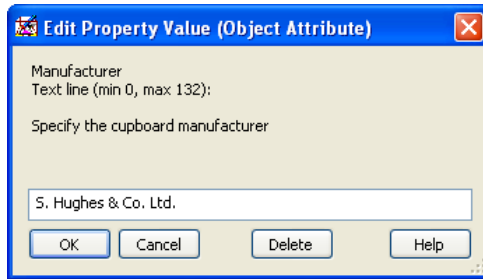 Edit Property Value (Object Attribute)
Manufacturer
Text line (min 0, max 132):
Specify the cupboard manufacturer
S. Hughes & Co. Ltd.
OK Cancel Delete Help